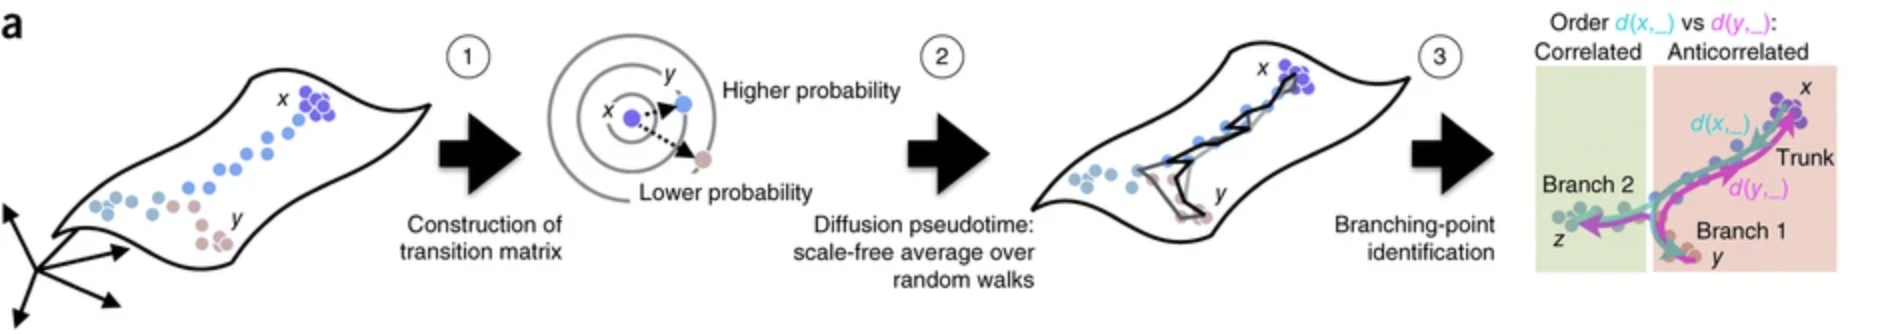 a
x
y
1
Construction of
transition matrix
x
y
Higher probability
Lower probability
2
Diffusion pseudotime:
scale-free average over
random walks
x
y
3
Branching-point
identification
Order d(x,_) vs d(y,_):
Correlated Anticorrelated
x
d(x,_)
Trunk
d(y,_)
Branch 2
z
Branch 1
y